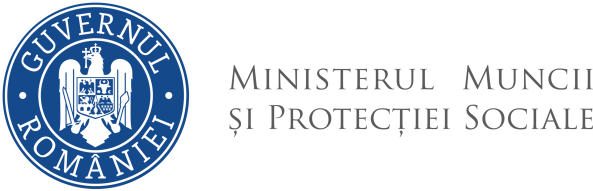 GUVERNUL
ROMÂNIEI
MINISTERUL MUNCII
ȘI PROTECȚIEI SOCIALE